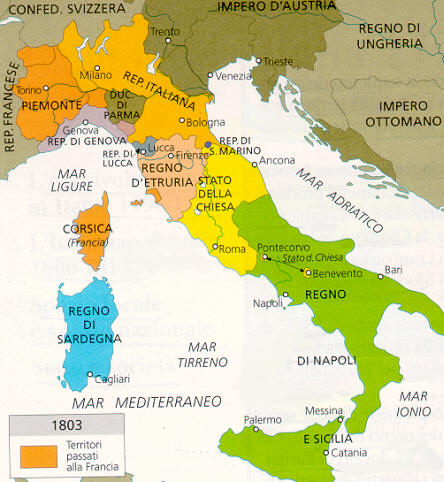 CONFED. SVIZZERA
IMPERO D'AUSTRIA
REGNO DI
UNGHERIA
Trento
Trieste
Milano
Venezia
REP. FRANCESE
Torino
PIEMONTE
REP. ITALIANA
DUC.
DI
PARMA
IMPERO
OTTOMANO
Genova
REP. DI GENOVA
Bologna
REP. DI
LUCCA
Lucca
Firenze
REP. DI
S. MARINO
Ancona
MAR
LIGURE
REGNO
D'ETRURIA
STATO
DELLA
CHIESA
MAR ADRIATICO
CORSICA
(Francia)
Roma
Pontecorvo
Stato d. Chiesa
Benevento
Bari
REGNO
DI
SARDEGNA
Napoli
REGNO
MAR
TIRRENO
DI NAPOLI
Cagliari
MAR MEDITERRANEO
MAR
IONIO
Messina
Palermo
E SICILIA
Catania
1803
Territori
passati
alla Francia